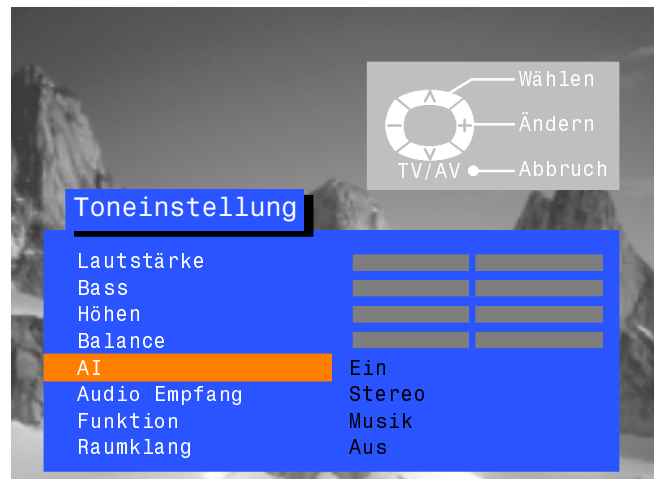 Wählen
Ändern
TV/AV Abbruch
Toneinstellung
Lautstärke
Bass
Höhen
Balance
AI Ein
Audio Empfang Stereo
Funktion Musik
Raumklang Aus